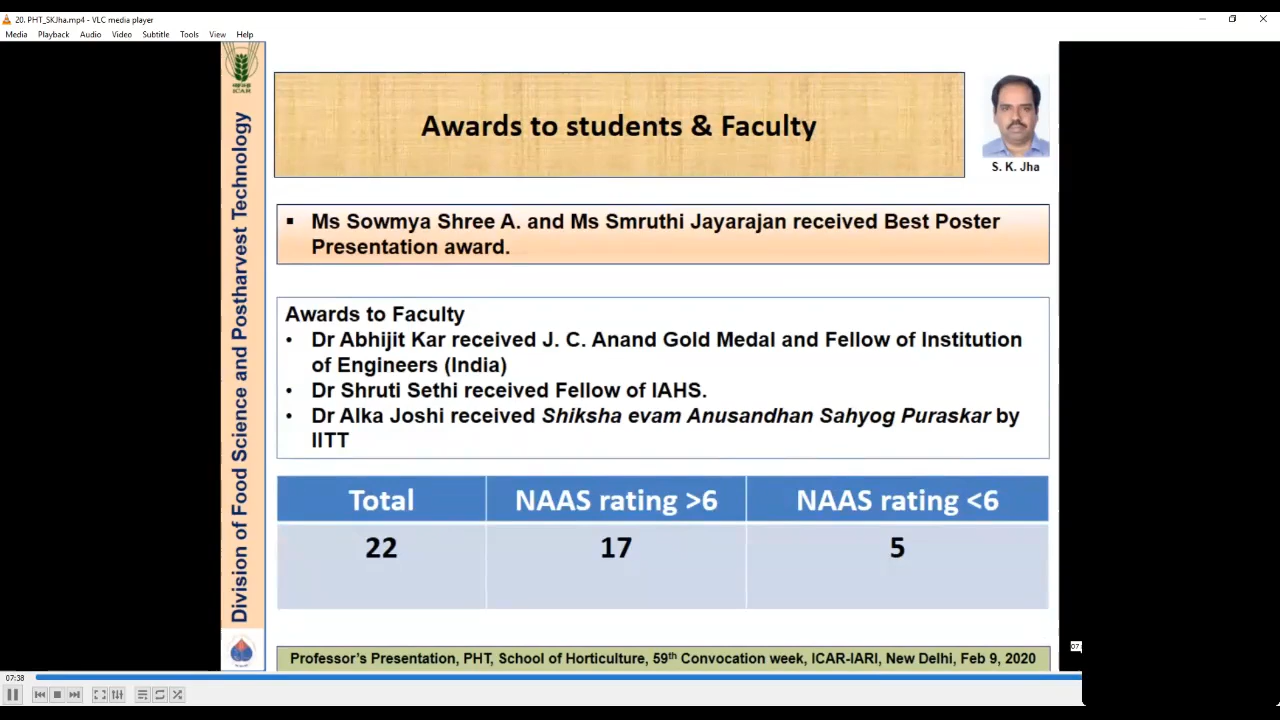 20. PHT_SKJha.mp4 - VLC media player
Media Playback Audio Video Subtitle Tools View Help
ICAR
Division of Food Science and Postharvest Technology
Awards to students & Faculty
S. K. Jha
▪ Ms Sowmya Shree A. and Ms Smruthi Jayarajan received Best Poster
Presentation award.
Awards to Faculty
• Dr Abhijit Kar received J. C. Anand Gold Medal and Fellow of Institution
of Engineers (India)
• Dr Shruti Sethi received Fellow of IAHS.
• Dr Alka Joshi received Shiksha evam Anusandhan Sahyog Puraskar by
IITT
Total NAAS rating >6 NAAS rating <6
22 17 5
Professor's Presentation, PHT, School of Horticulture, 59th Convocation week, ICAR-IARI, New Delhi, Feb 9, 2020
07:38